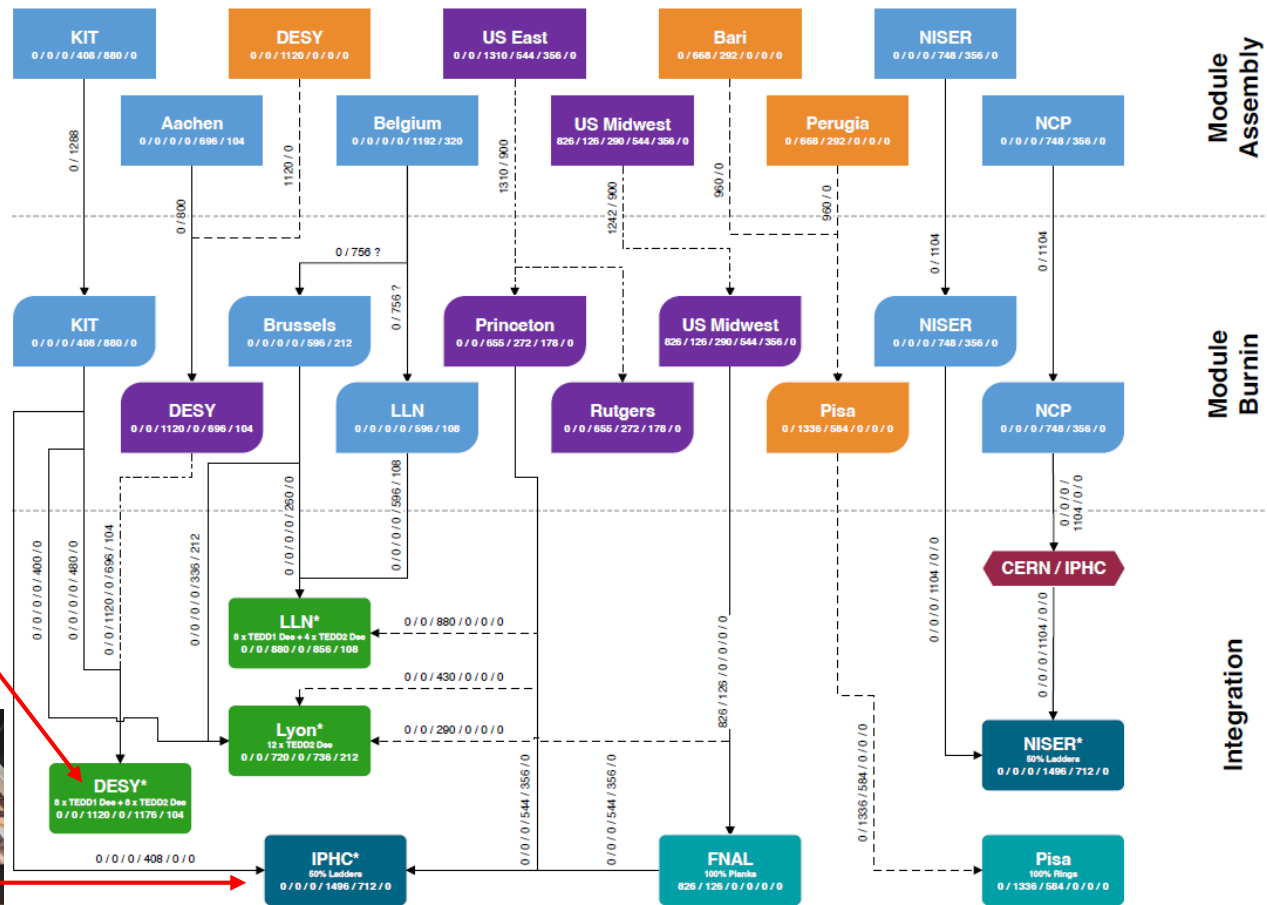 KIT
0 / 0 / 0 / 408 / 880 / 0
DESY
0 / 0 / 1120 / 0 / 0 / 0
US East
0 / 0 / 1310 / 544 / 356 / 0
Bari
0 / 668 / 292 / 0 / 0 / 0
NISER
0 / 0 / 0 / 748 / 356 / 0
Module
Assembly
Aachen
0 / 0 / 0 / 0 / 696 / 104
Belgium
0 / 0 / 0 / 0 / 1192 / 320
US Midwest
826 / 126 / 290 / 544 / 356 / 0
Perugia
0 / 668 / 292 / 0 / 0 / 0
NCP
0 / 0 / 0 / 748 / 356 / 0
0 / 1288
0 / 800
1120 / 0
1310 / 900
1242 / 900
960 / 0
960 / 0
0 / 756 ?
0 / 756 ?
0 / 1104
0 / 1104
KIT
0 / 0 / 0 / 408 / 880 / 0
Brussels
0 / 0 / 0 / 0 / 596 / 212
Princeton
0 / 0 / 655 / 272 / 178 / 0
US Midwest
826 / 126 / 290 / 544 / 356 / 0
NISER
0 / 0 / 0 / 748 / 356 / 0
Module
Burnin
DESY
0 / 0 / 1120 / 0 / 696 / 104
LLN
0 / 0 / 0 / 0 / 596 / 108
Rutgers
0 / 0 / 655 / 272 / 178 / 0
Pisa
0 / 1336 / 584 / 0 / 0 / 0
NCP
0 / 0 / 0 / 748 / 356 / 0
0 / 0 / 0 / 0 / 400 / 0
0 / 0 / 0 / 0 / 480 / 0
0 / 0 / 1120 / 0 / 696 / 104
0 / 0 / 0 / 0 / 336 / 212
0 / 0 / 0 / 0 / 260 / 0
0 / 0 / 0 / 0 / 596 / 108
0 / 0 / 0 /
1104 / 0 / 0
CERN / IPHC
LLN*
8 x TEDD1 Dee + 4 x TEDD2 Dee
0 / 0 / 880 / 0 / 856 / 108
0 / 0 / 880 / 0 / 0 / 0
0 / 0 / 430 / 0 / 0 / 0
826 / 126 / 0 / 0 / 0 / 0
0 / 0 / 0 / 1104 / 0 / 0
0 / 0 / 0 / 1104 / 0 / 0
Integration
Lyon*
12 x TEDD2 Dee
0 / 0 / 720 / 0 / 736 / 212
0 / 0 / 290 / 0 / 0 / 0
NISER*
50% Ladders
0 / 0 / 0 / 1496 / 712 / 0
DESY*
8 x TEDD1 Dee + 8 x TEDD2 Dee
0 / 0 / 1120 / 0 / 1176 / 104
0 / 0 / 0 / 544 / 356 / 0
0 / 0 / 0 / 544 / 356 / 0
0 / 1336 / 584 / 0 / 0 / 0
0 / 0 / 0 / 408 / 0 / 0
IPHC*
50% Ladders
0 / 0 / 0 / 1496 / 712 / 0
FNAL
100% Planks
826 / 126 / 0 / 0 / 0 / 0
Pisa
100% Rings
0 / 1336 / 584 / 0 / 0 / 0